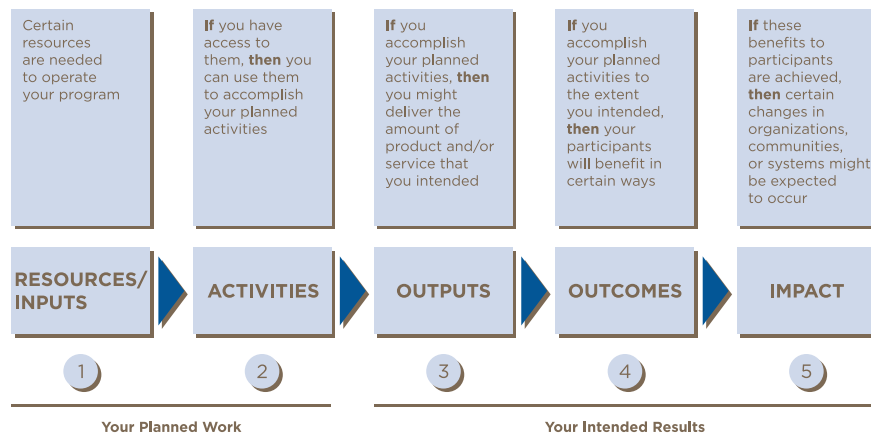 Certain
resources
are needed
to operate
your program
If you have
access to
them, then you
can use them
to accomplish
your planned
activities
If you
accomplish
your planned
activities, then
you might
deliver the
amount of
product and/or
service that
you intended
If you
accomplish
your planned
activities to
the extent
you intended,
then your
participants
will benefit in
certain ways
If these
benefits to
participants
are achieved,
then certain
changes in
organizations,
communities,
or systems might
be expected
to occur
RESOURCES/
INPUTS
ACTIVITIES
OUTPUTS
OUTCOMES
IMPACT
1
2
3
4
5
Your Planned Work
Your Intended Results